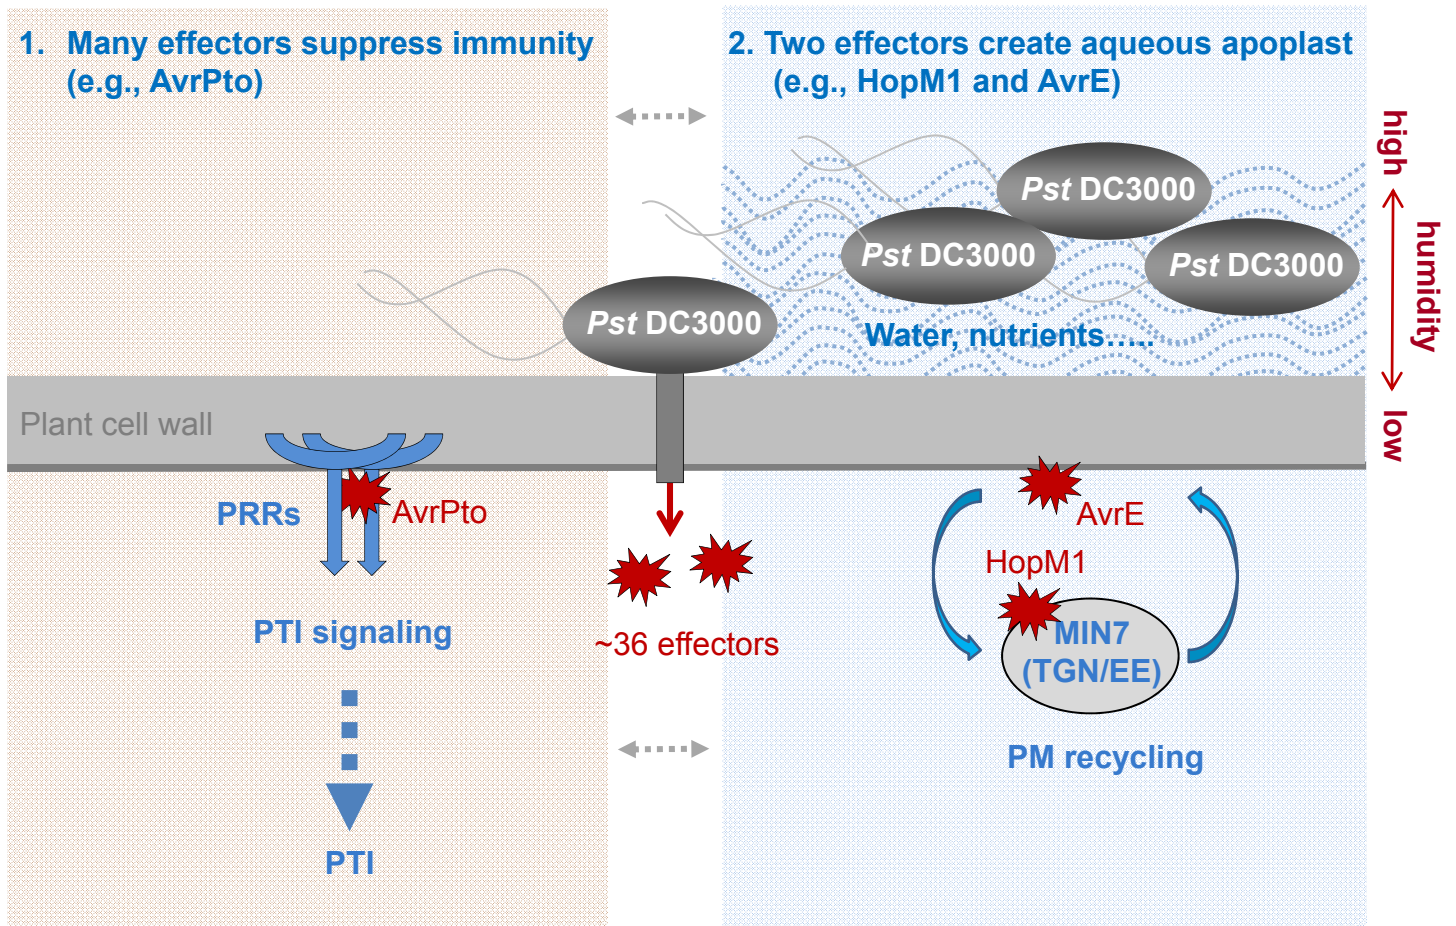 1. Many effectors suppress immunity
(e.g., AvrPto)
2. Two effectors create aqueous apoplast
(e.g., HopM1 and AvrE)
high
humidity
low
Pst DC3000
Pst DC3000
Pst DC3000
Pst DC3000
Water, nutrients.....
Plant cell wall
PRRs
AvrPto
AvrE
HopM1
PTI signaling
~36 effectors
MIN7
(TGN/EE)
PM recycling
PTI